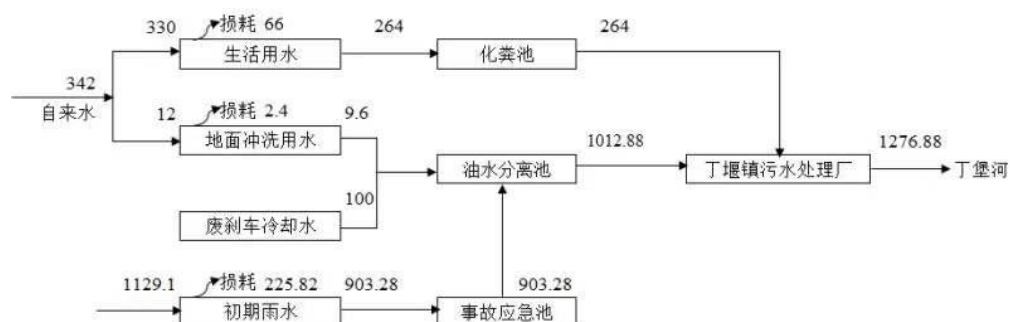 330
损耗 66
264
264
生活用水
化粪池
342
自来水
12
损耗 2.4
9.6
地面冲洗用水
1012.88
1276.88
油水分离池
丁堰镇污水处理厂
丁堡河
100
废刹车冷却水
1129.1
损耗 225.82
903.28
903.28
初期雨水
事故应急池